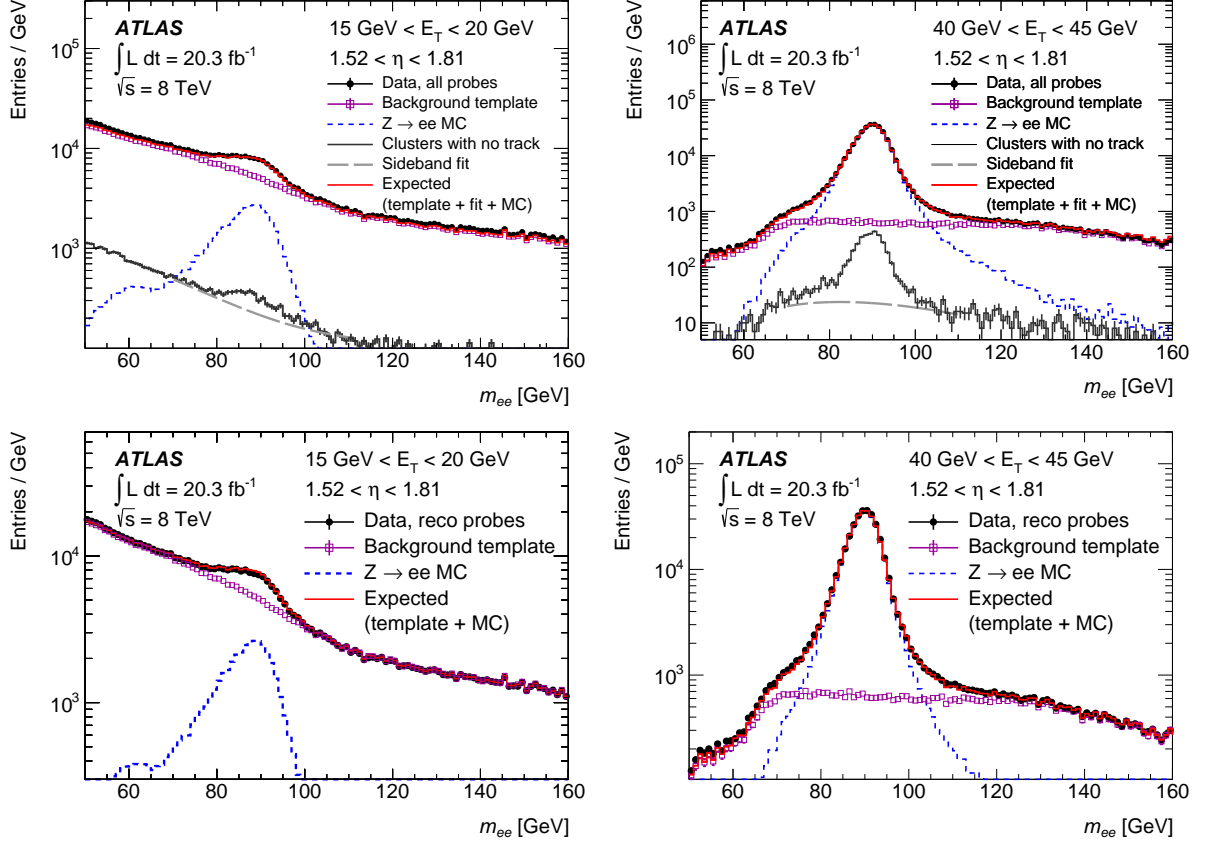 Entries / GeV
10^5
10^4
10^3
ATLAS
∫L dt = 20.3 fb^-1
√s = 8 TeV
15 GeV < E_T < 20 GeV
1.52 < η < 1.81
Data, all probes
Background template
Z → ee MC
Clusters with no track
Sideband fit
Expected
(template + fit + MC)
60 80 100 120 140 160
m_ee [GeV]
Entries / GeV
10^6
10^5
10^4
10^3
10^2
10
ATLAS
∫L dt = 20.3 fb^-1
√s = 8 TeV
40 GeV < E_T < 45 GeV
1.52 < η < 1.81
Data, all probes
Background template
Z → ee MC
Clusters with no track
Sideband fit
Expected
(template + fit + MC)
60 80 100 120 140 160
m_ee [GeV]
Entries / GeV
10^4
10^3
ATLAS
∫L dt = 20.3 fb^-1
√s = 8 TeV
15 GeV < E_T < 20 GeV
1.52 < η < 1.81
Data, reco probes
Background template
Z → ee MC
Expected
(template + MC)
60 80 100 120 140 160
m_ee [GeV]
Entries / GeV
10^5
10^4
10^3
ATLAS
∫L dt = 20.3 fb^-1
√s = 8 TeV
40 GeV < E_T < 45 GeV
1.52 < η < 1.81
Data, reco probes
Background template
Z → ee MC
Expected
(template + MC)
60 80 100 120 140 160
m_ee [GeV]